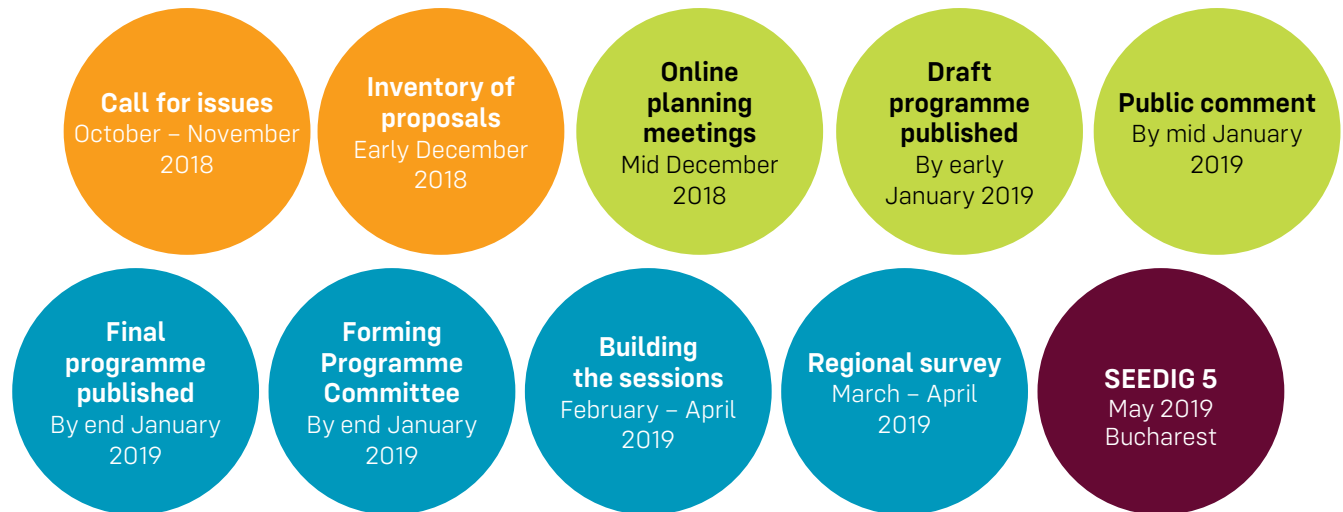 Call for issues
October – November
2018
Inventory of
proposals
Early December
2018
Online
planning
meetings
Mid December
2018
Draft
programme
published
By early
January 2019
Public comment
By mid January
2019
Final
programme
published
By end January
2019
Forming
Programme
Committee
By end January
2019
Building
the sessions
February – April
2019
Regional survey
March – April
2019
SEEDIG 5
May 2019
Bucharest